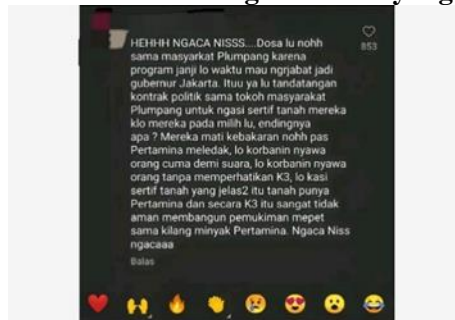 HEHHH NGACA NISSS....Dosa lu nohh
853
sama masyarkat Plumpang karena
program janji lo waktu mau ngrjabat jadi
gubernur Jakarta. Ituu ya lu tandatangan
kontrak politik sama tokoh masyarakat
Plumpang untuk ngasi sertif tanah mereka
klo mereka pada milih lu, endingnya
apa ? Mereka mati kebakaran nohh pas
Pertamina meledak, lo korbanin nyawa
orang cuma demi suara, lo korbanin nyawa
orang tanpa memperhatikan K3, lo kasi
sertif tanah yang jelas2 itu tanah punya
Pertamina dan secara K3 itu sangat tidak
aman membangun pemukiman mepet
sama kilang minyak Pertamina. Ngaca Niss
ngacaaa
Balas